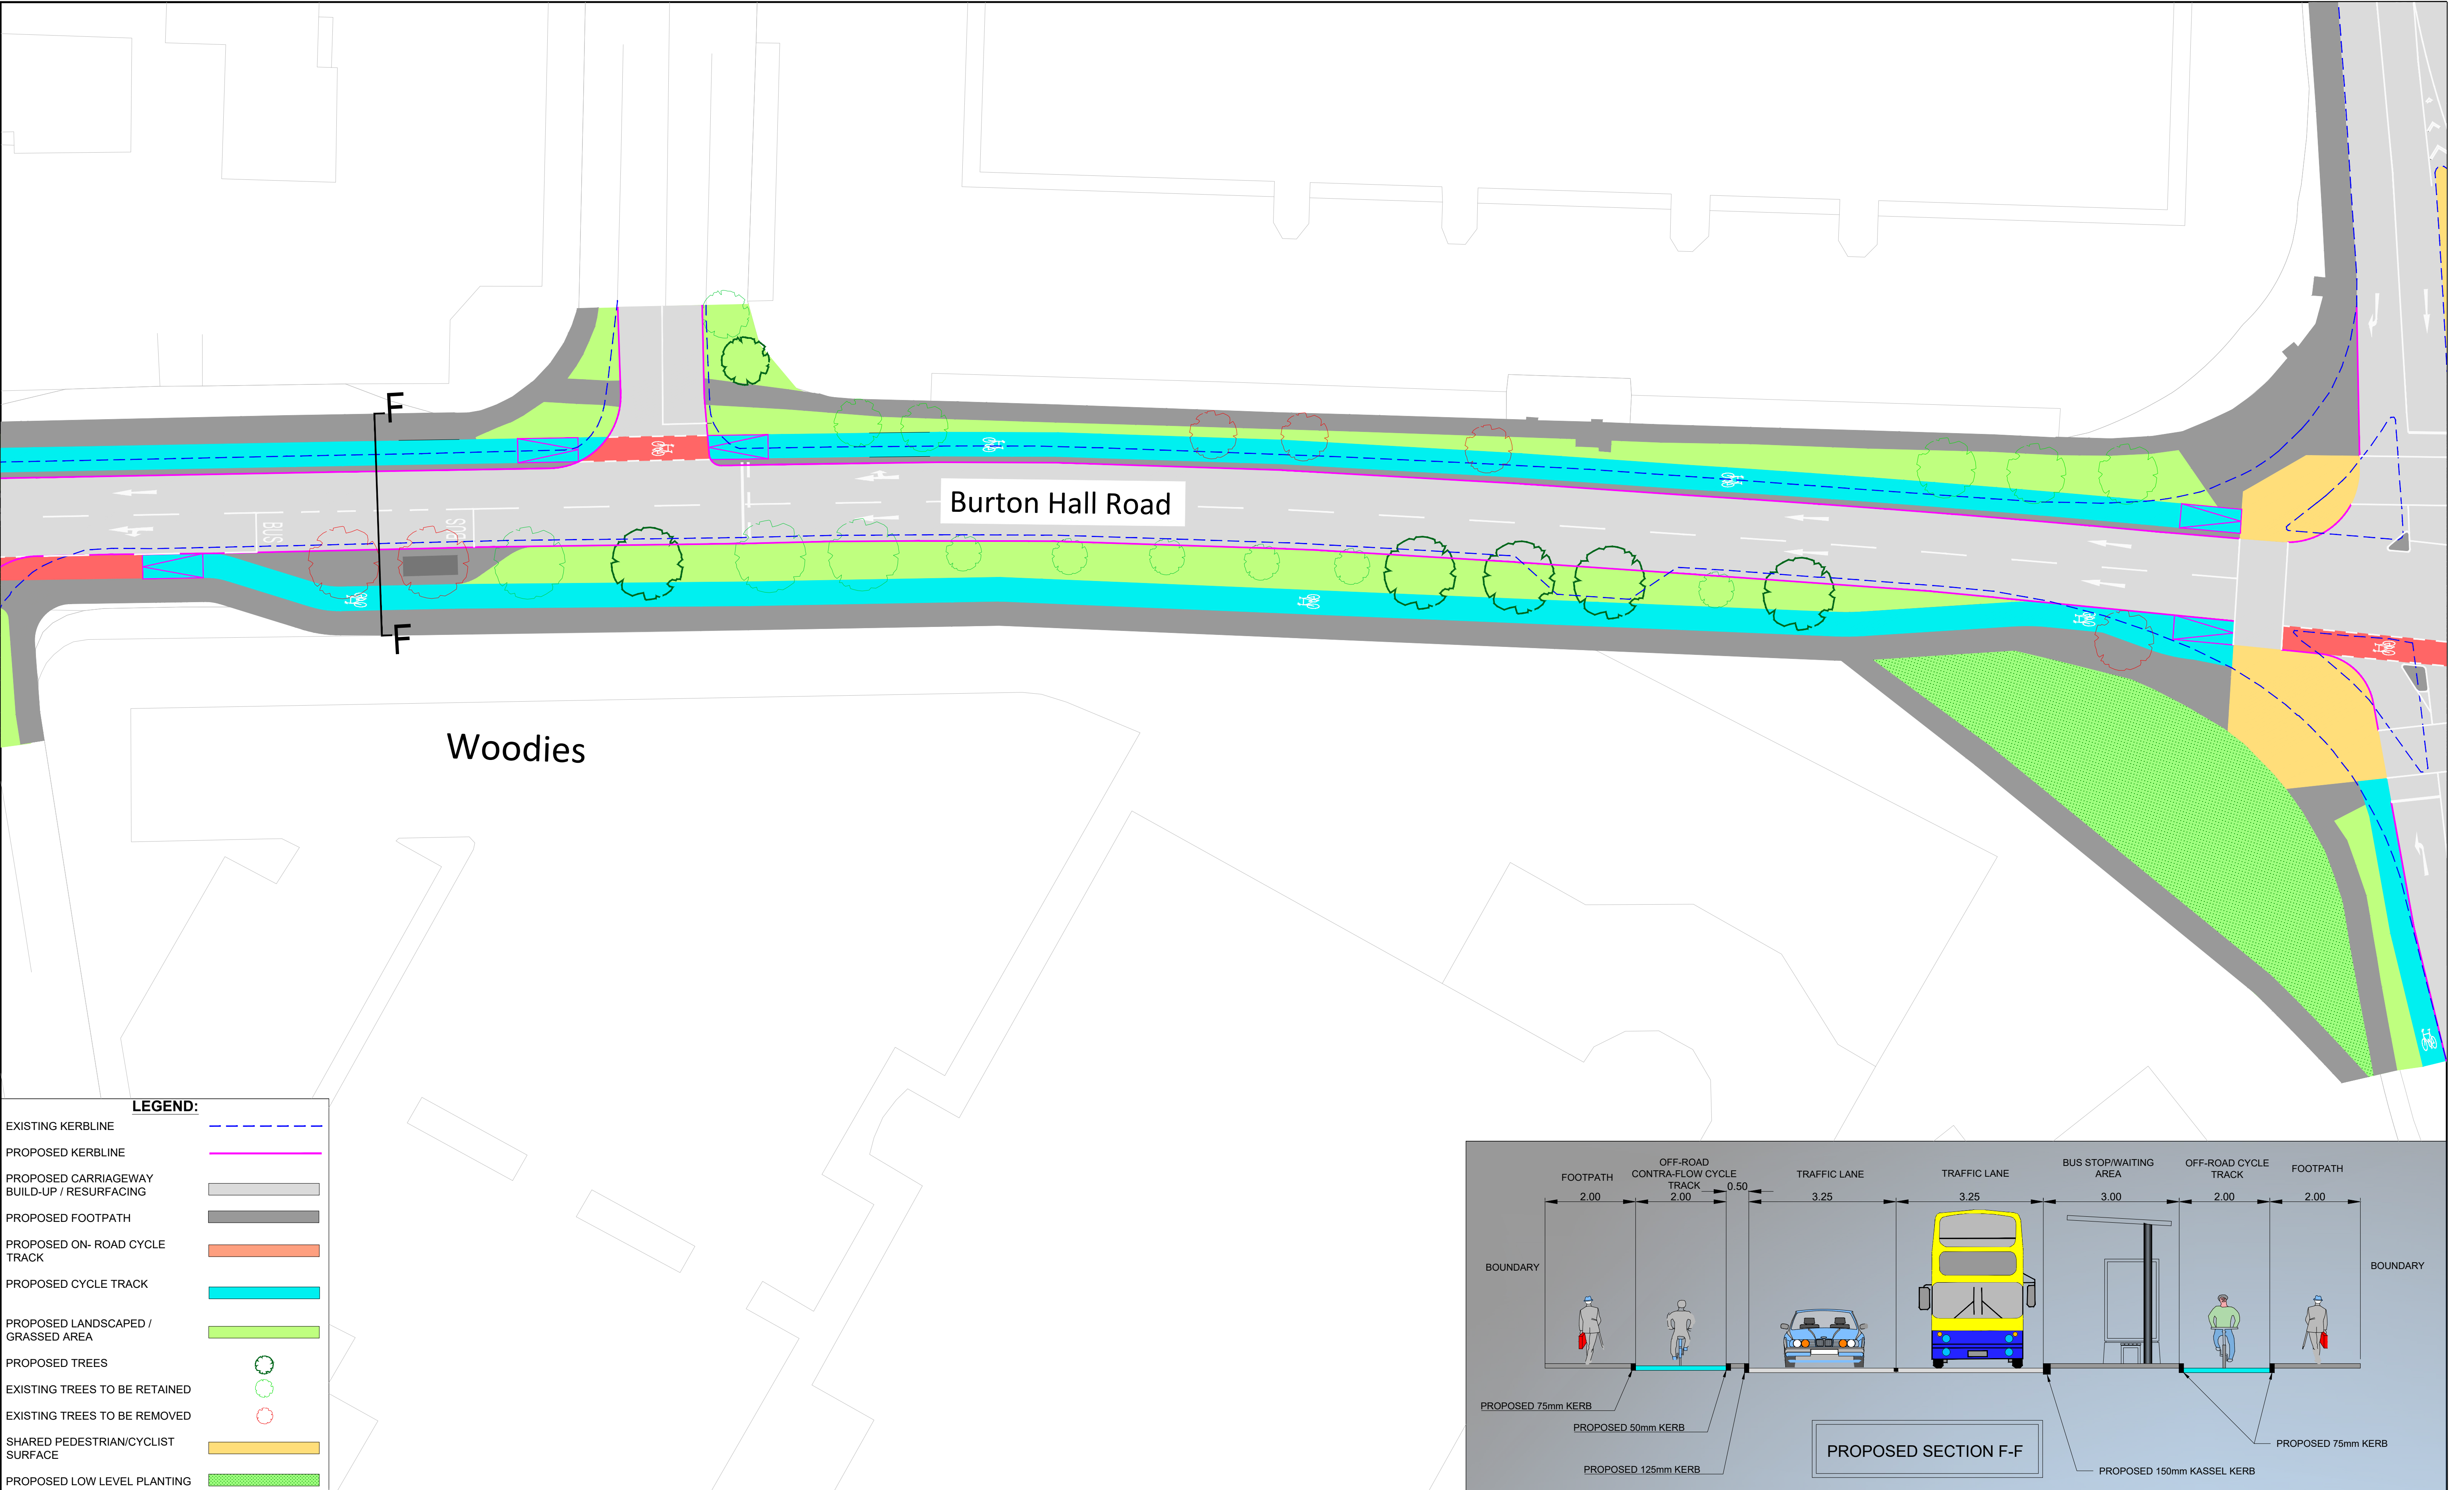 F
BUS
STOP
Burton Hall Road
F
Woodies
LEGEND:
EXISTING KERBLINE
PROPOSED KERBLINE
PROPOSED CARRIAGEWAY
BUILD-UP / RESURFACING
PROPOSED FOOTPATH
PROPOSED ON- ROAD CYCLE
TRACK
PROPOSED CYCLE TRACK
PROPOSED LANDSCAPED /
GRASSED AREA
PROPOSED TREES
EXISTING TREES TO BE RETAINED
EXISTING TREES TO BE REMOVED
SHARED PEDESTRIAN/CYCLIST
SURFACE
PROPOSED LOW LEVEL PLANTING
FOOTPATH
2.00
OFF-ROAD
CONTRA-FLOW CYCLE
TRACK
2.00
0.50
TRAFFIC LANE
3.25
TRAFFIC LANE
3.25
BUS STOP/WAITING
AREA
3.00
OFF-ROAD CYCLE
TRACK
2.00
FOOTPATH
2.00
BOUNDARY
BOUNDARY
PROPOSED 75mm KERB
PROPOSED 50mm KERB
PROPOSED 125mm KERB
PROPOSED SECTION F-F
PROPOSED 75mm KERB
PROPOSED 150mm KASSEL KERB